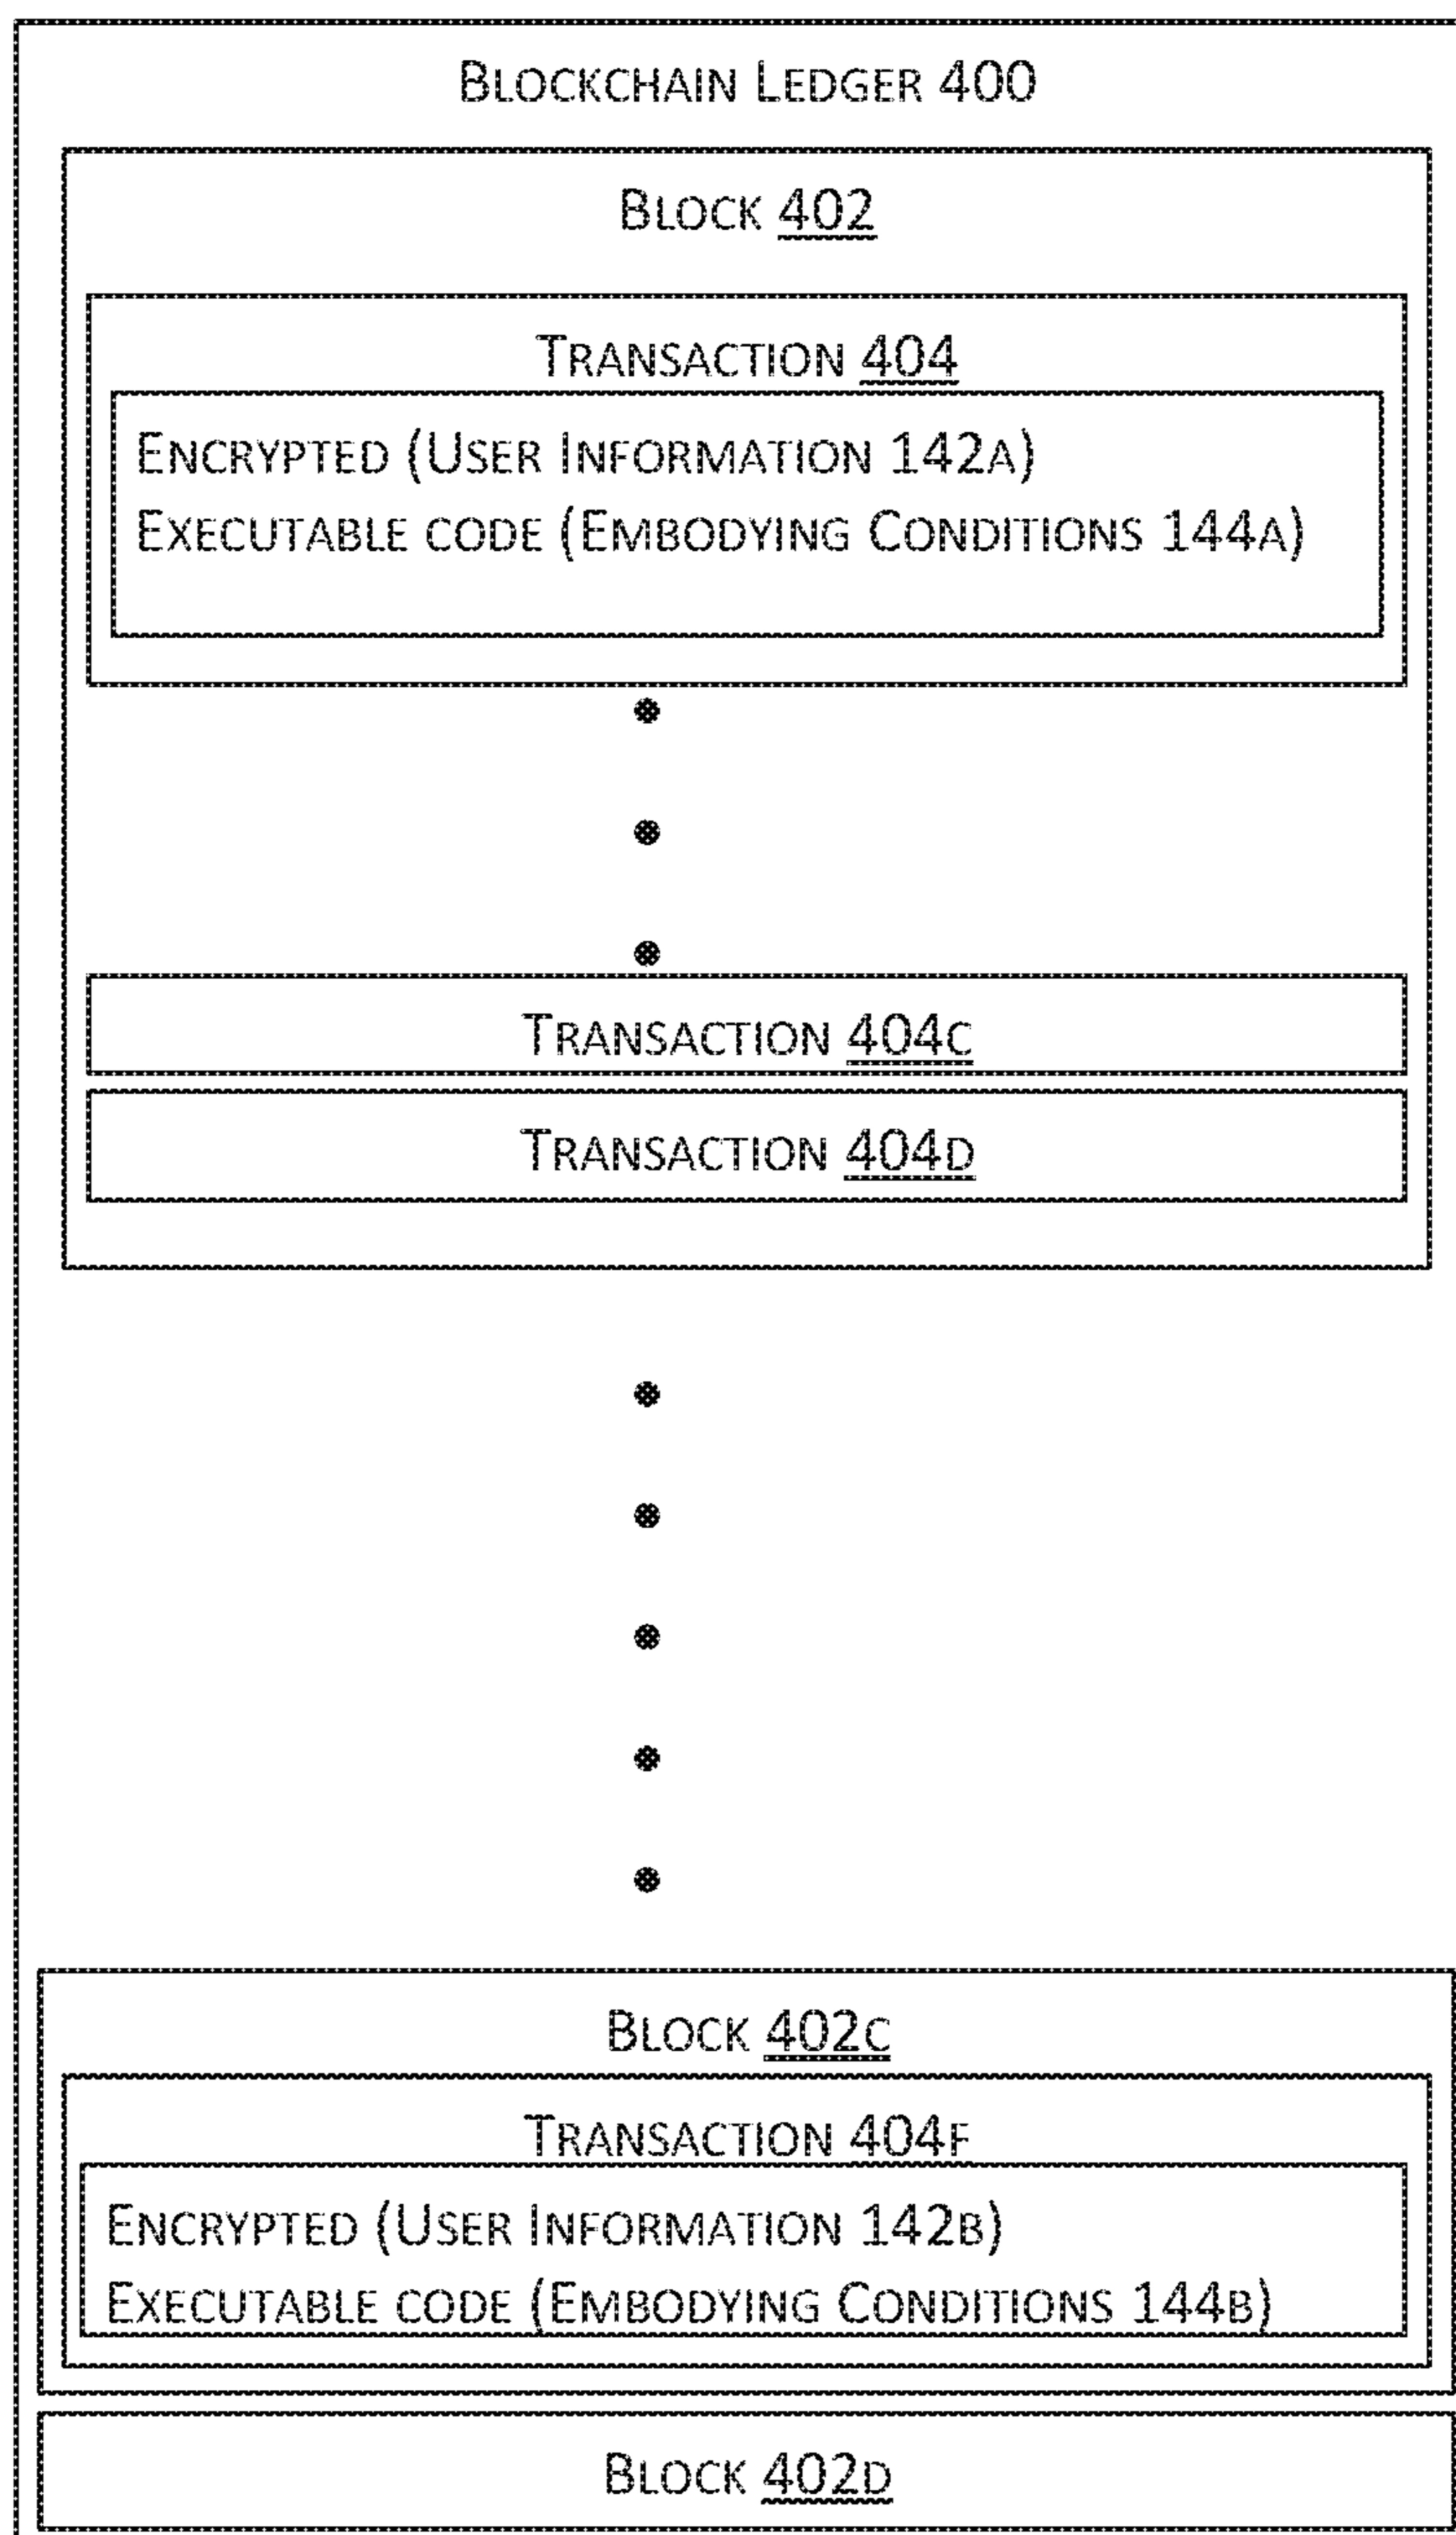 BLOCKCHAIN LEDGER 400
BLOCK 402
TRANSACTION 404
ENCRYPTED (USER INFORMATION 142A)
EXECUTABLE CODE (EMBODYING CONDITIONS 144A)
TRANSACTION 404C
TRANSACTION 404D
BLOCK 402C
TRANSACTION 404F
ENCRYPTED (USER INFORMATION 142B)
EXECUTABLE CODE (EMBODYING CONDITIONS 144B)
BLOCK 402D